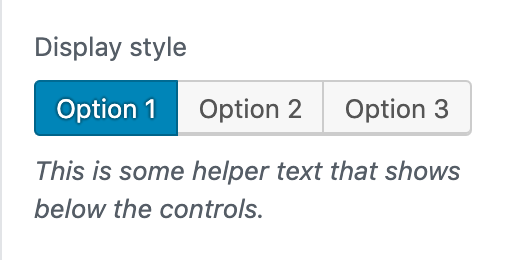 Display style
Option 1 Option 2 Option 3
This is some helper text that shows
below the controls.